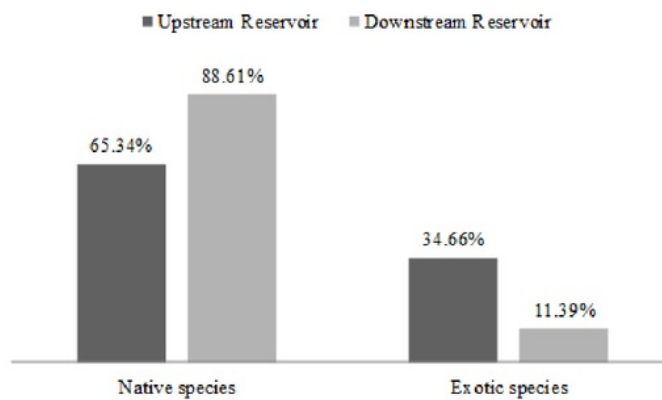 Upstream Reservoir Downstream Reservoir
88.61%
65.34%
34.66%
11.39%
Native species Exotic species